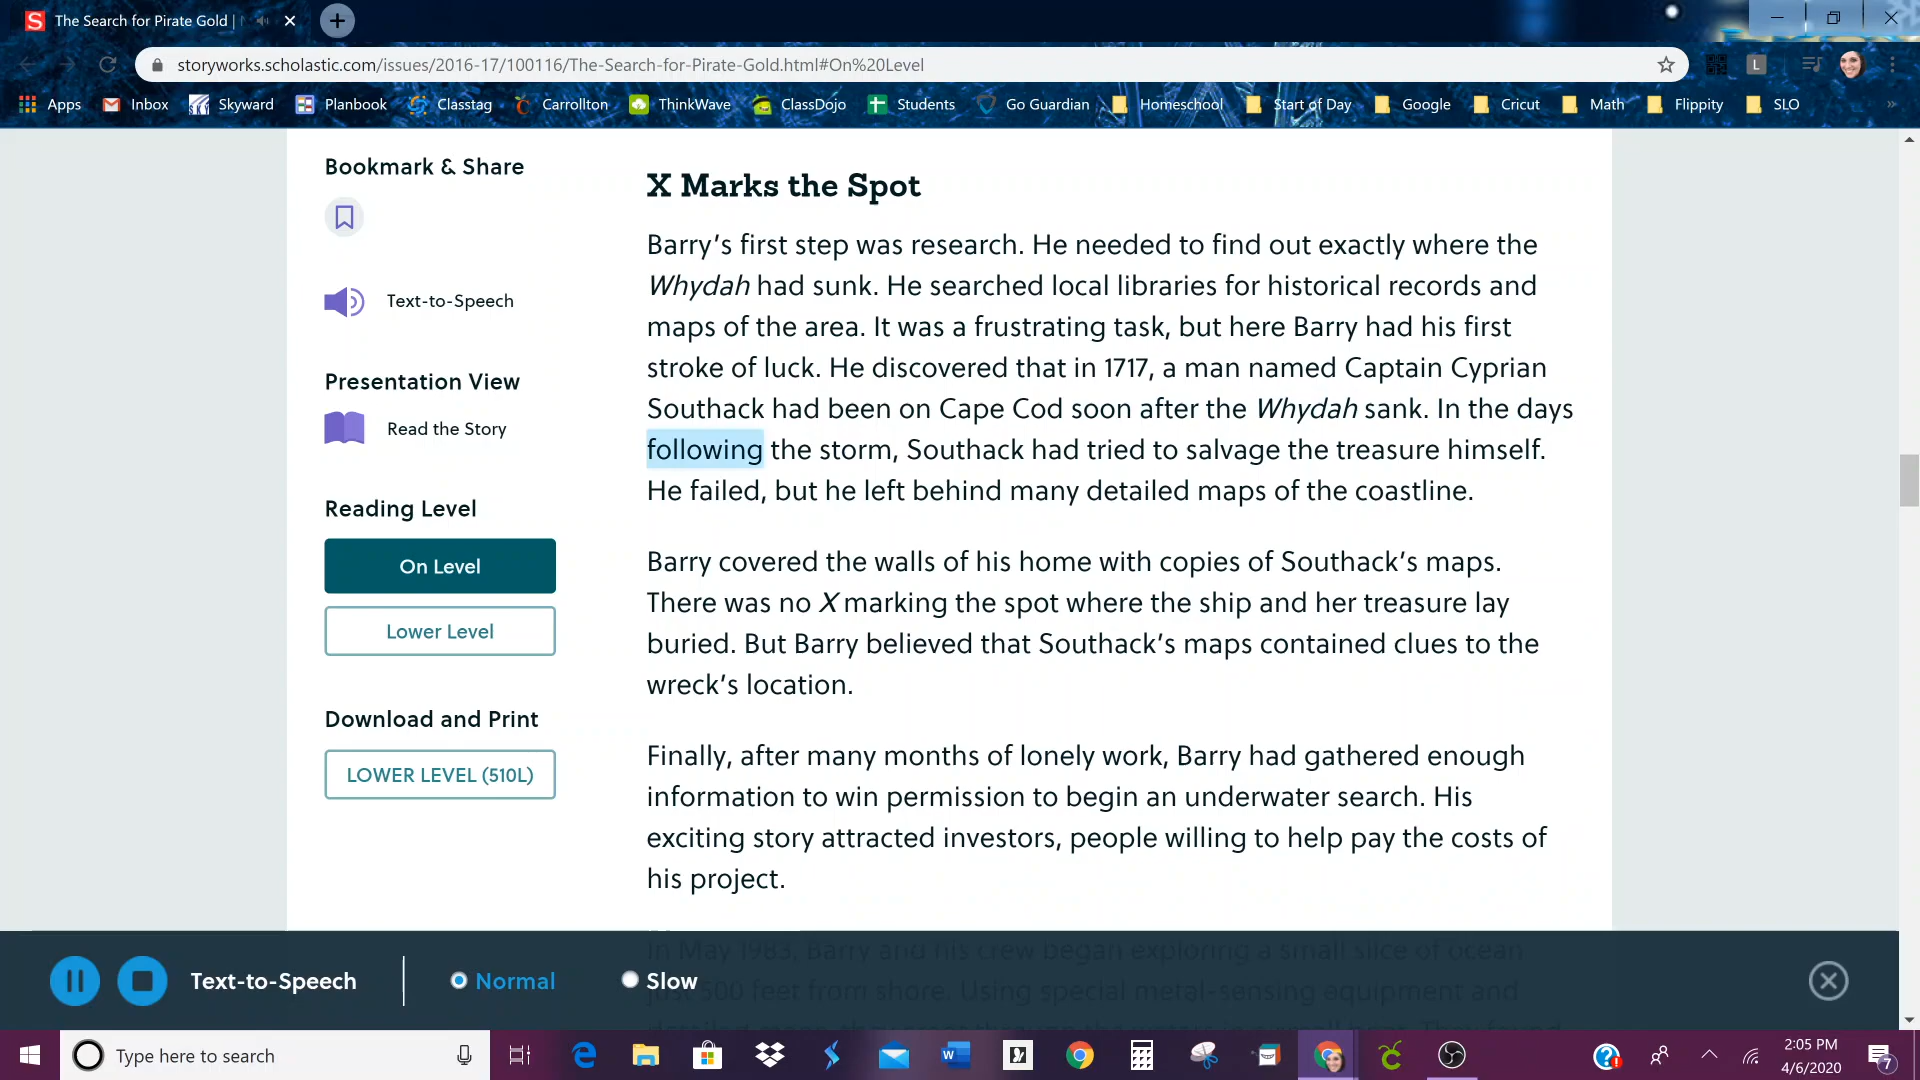 The Search for Pirate Gold |
storyworks.scholastic.com/issues/2016-17/100116/The-Search-for-Pirate-Gold.html#On%20Level
L
Apps Inbox Skyward Planbook Classtag Carrollton ThinkWave ClassDojo Students Go Guardian Homeschool Start of Day Google Cricut Math Flippity SLO
Bookmark & Share
Text-to-Speech
Presentation View
Read the Story
Reading Level
On Level
Lower Level
Download and Print
LOWER LEVEL (510L)
X Marks the Spot
Barry’s first step was research. He needed to find out exactly where the
Whydah had sunk. He searched local libraries for historical records and
maps of the area. It was a frustrating task, but here Barry had his first
stroke of luck. He discovered that in 1717, a man named Captain Cyprian
Southack had been on Cape Cod soon after the Whydah sank. In the days
following the storm, Southack had tried to salvage the treasure himself.
He failed, but he left behind many detailed maps of the coastline.
Barry covered the walls of his home with copies of Southack’s maps.
There was no X marking the spot where the ship and her treasure lay
buried. But Barry believed that Southack’s maps contained clues to the
wreck’s location.
Finally, after many months of lonely work, Barry had gathered enough
information to win permission to begin an underwater search. His
exciting story attracted investors, people willing to help pay the costs of
his project.
In May 1983, Barry and his crew began exploring a small slice of ocean
just 500 feet from shore. Using special metal-sensing equipment and
Text-to-Speech Normal Slow
Type here to search
2:05 PM
4/6/2020
7